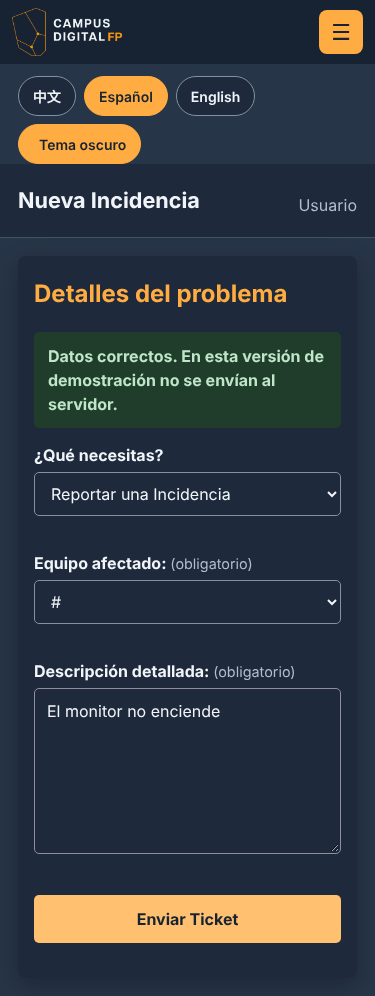 CAMPUS
DIGITAL FP
☰
中文
Español
English
Tema oscuro
Nueva Incidencia
Usuario
Detalles del problema
Datos correctos. En esta versión de
demostración no se envían al
servidor.
¿Qué necesitas?
Reportar una Incidencia
Equipo afectado: (obligatorio)
#
Descripción detallada: (obligatorio)
El monitor no enciende
Enviar Ticket